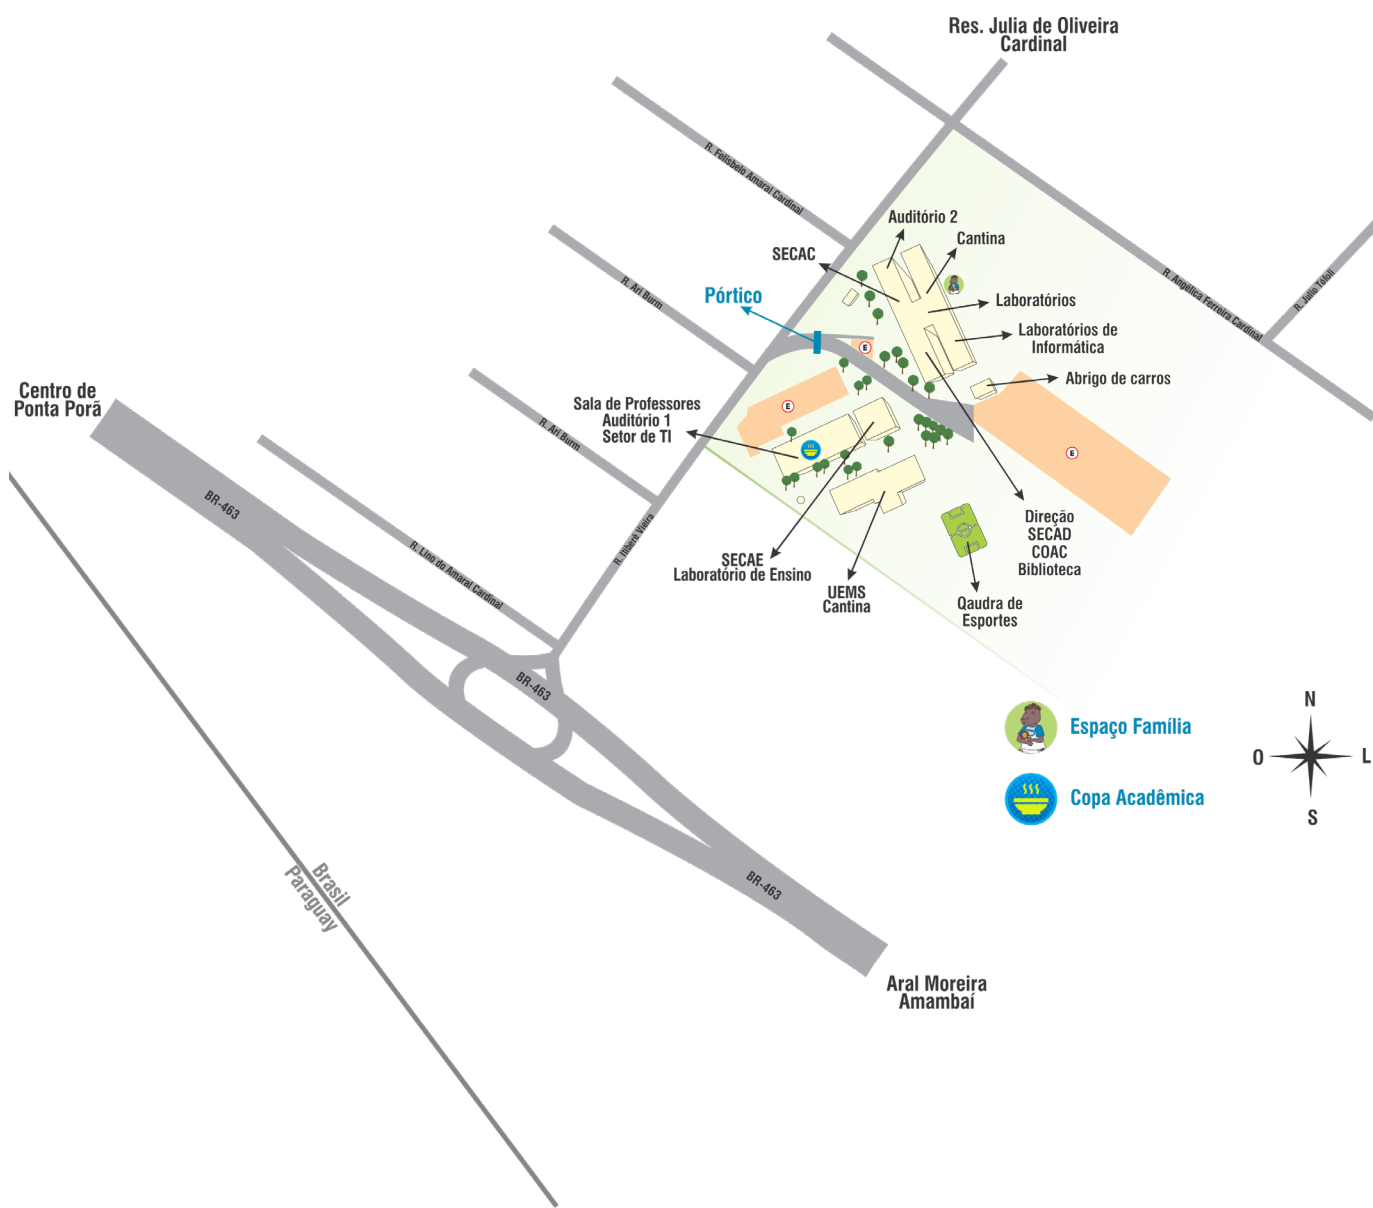 Res. Julia de Oliveira
Cardinal
R. Felisbelo Amaral Cardinal
Auditório 2
Cantina
SECAC
R. Angélica Ferreira Cardinal
R. Julio Tófoli
R. Ari Burm
Pórtico
Laboratórios
Laboratórios de
Informática
E
Abrigo de carros
Centro de
Ponta Porã
Sala de Professores
Auditório 1
Setor de TI
E
R. Ari Burm
E
BR-463
R. Itiberê Vieira
R. Lino do Amaral Cardinal
Direção
SECAD
COAC
Biblioteca
SECAE
Laboratório de Ensino
UEMS
Cantina
Qaudra de
Esportes
BR-463
Espaço Família
Copa Acadêmica
N
O
L
S
Brasil
Paraguay
BR-463
Aral Moreira
Amambaí